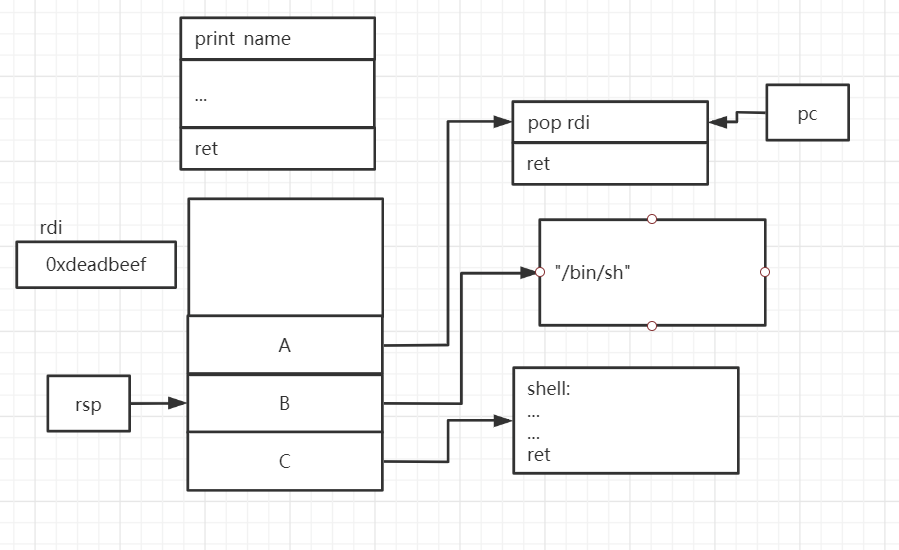 print name
...
ret
pop rdi
ret
pc
rdi
0xdeadbeef
"/bin/sh"
A
rsp
B
C
shell:
...
...
ret